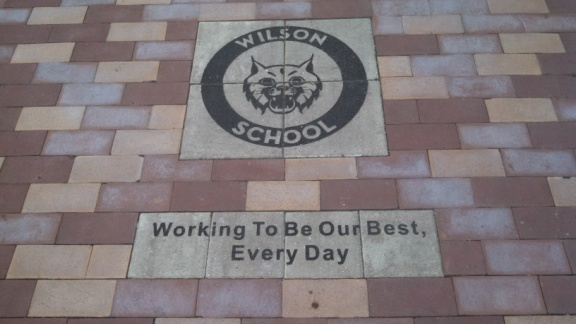 WILSON
SCHOOL
Working To Be Our Best,
Every Day